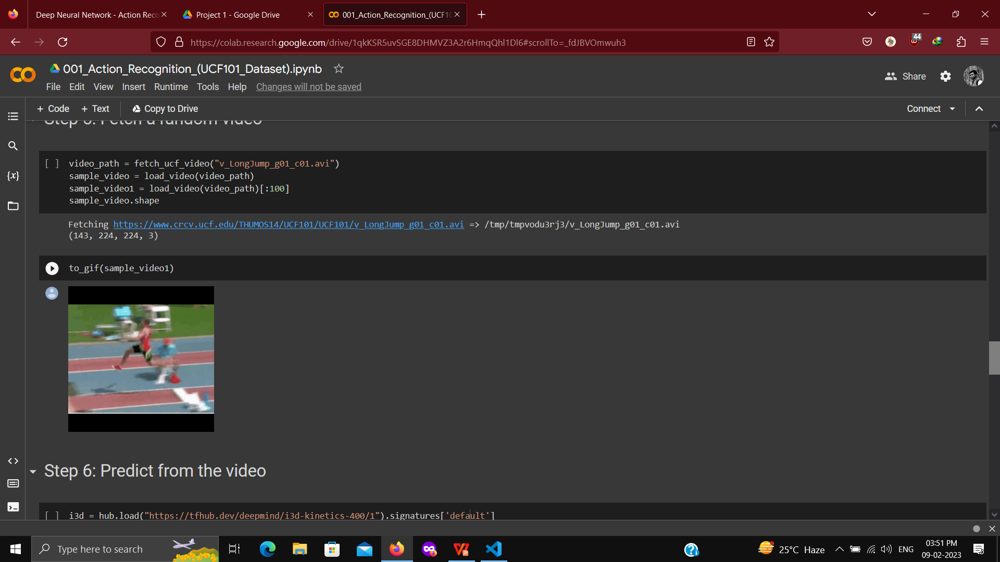 Deep Neural Network - Action Reco
Project 1 - Google Drive
001_Action_Recognition_(UCF10
https://colab.research.google.com/drive/1qkKSR5uvSGE8DHMVZ3A2r6HmqQhl1Dl6#scrollTo=_fdJBVOmwuh3
44
001_Action_Recognition_(UCF101_Dataset).ipynb
File Edit View Insert Runtime Tools Help Changes will not be saved
Share
+ Code + Text Copy to Drive
Connect
Step 5: Fetch a random video
[ ] video_path = fetch_ucf_video("v_LongJump_g01_c01.avi")
sample_video = load_video(video_path)
sample_video1 = load_video(video_path)[:100]
sample_video.shape
Fetching https://www.crcv.ucf.edu/THUMOS14/UCF101/UCF101/v_LongJump_g01_c01.avi => /tmp/tmpvodu3rj3/v_LongJump_g01_c01.avi
(143, 224, 224, 3)
to_gif(sample_video1)
Step 6: Predict from the video
[ ] i3d = hub.load("https://tfhub.dev/deepmind/i3d-kinetics-400/1").signatures['default']
Type here to search
25°C Haze
ENG
03:51 PM
09-02-2023